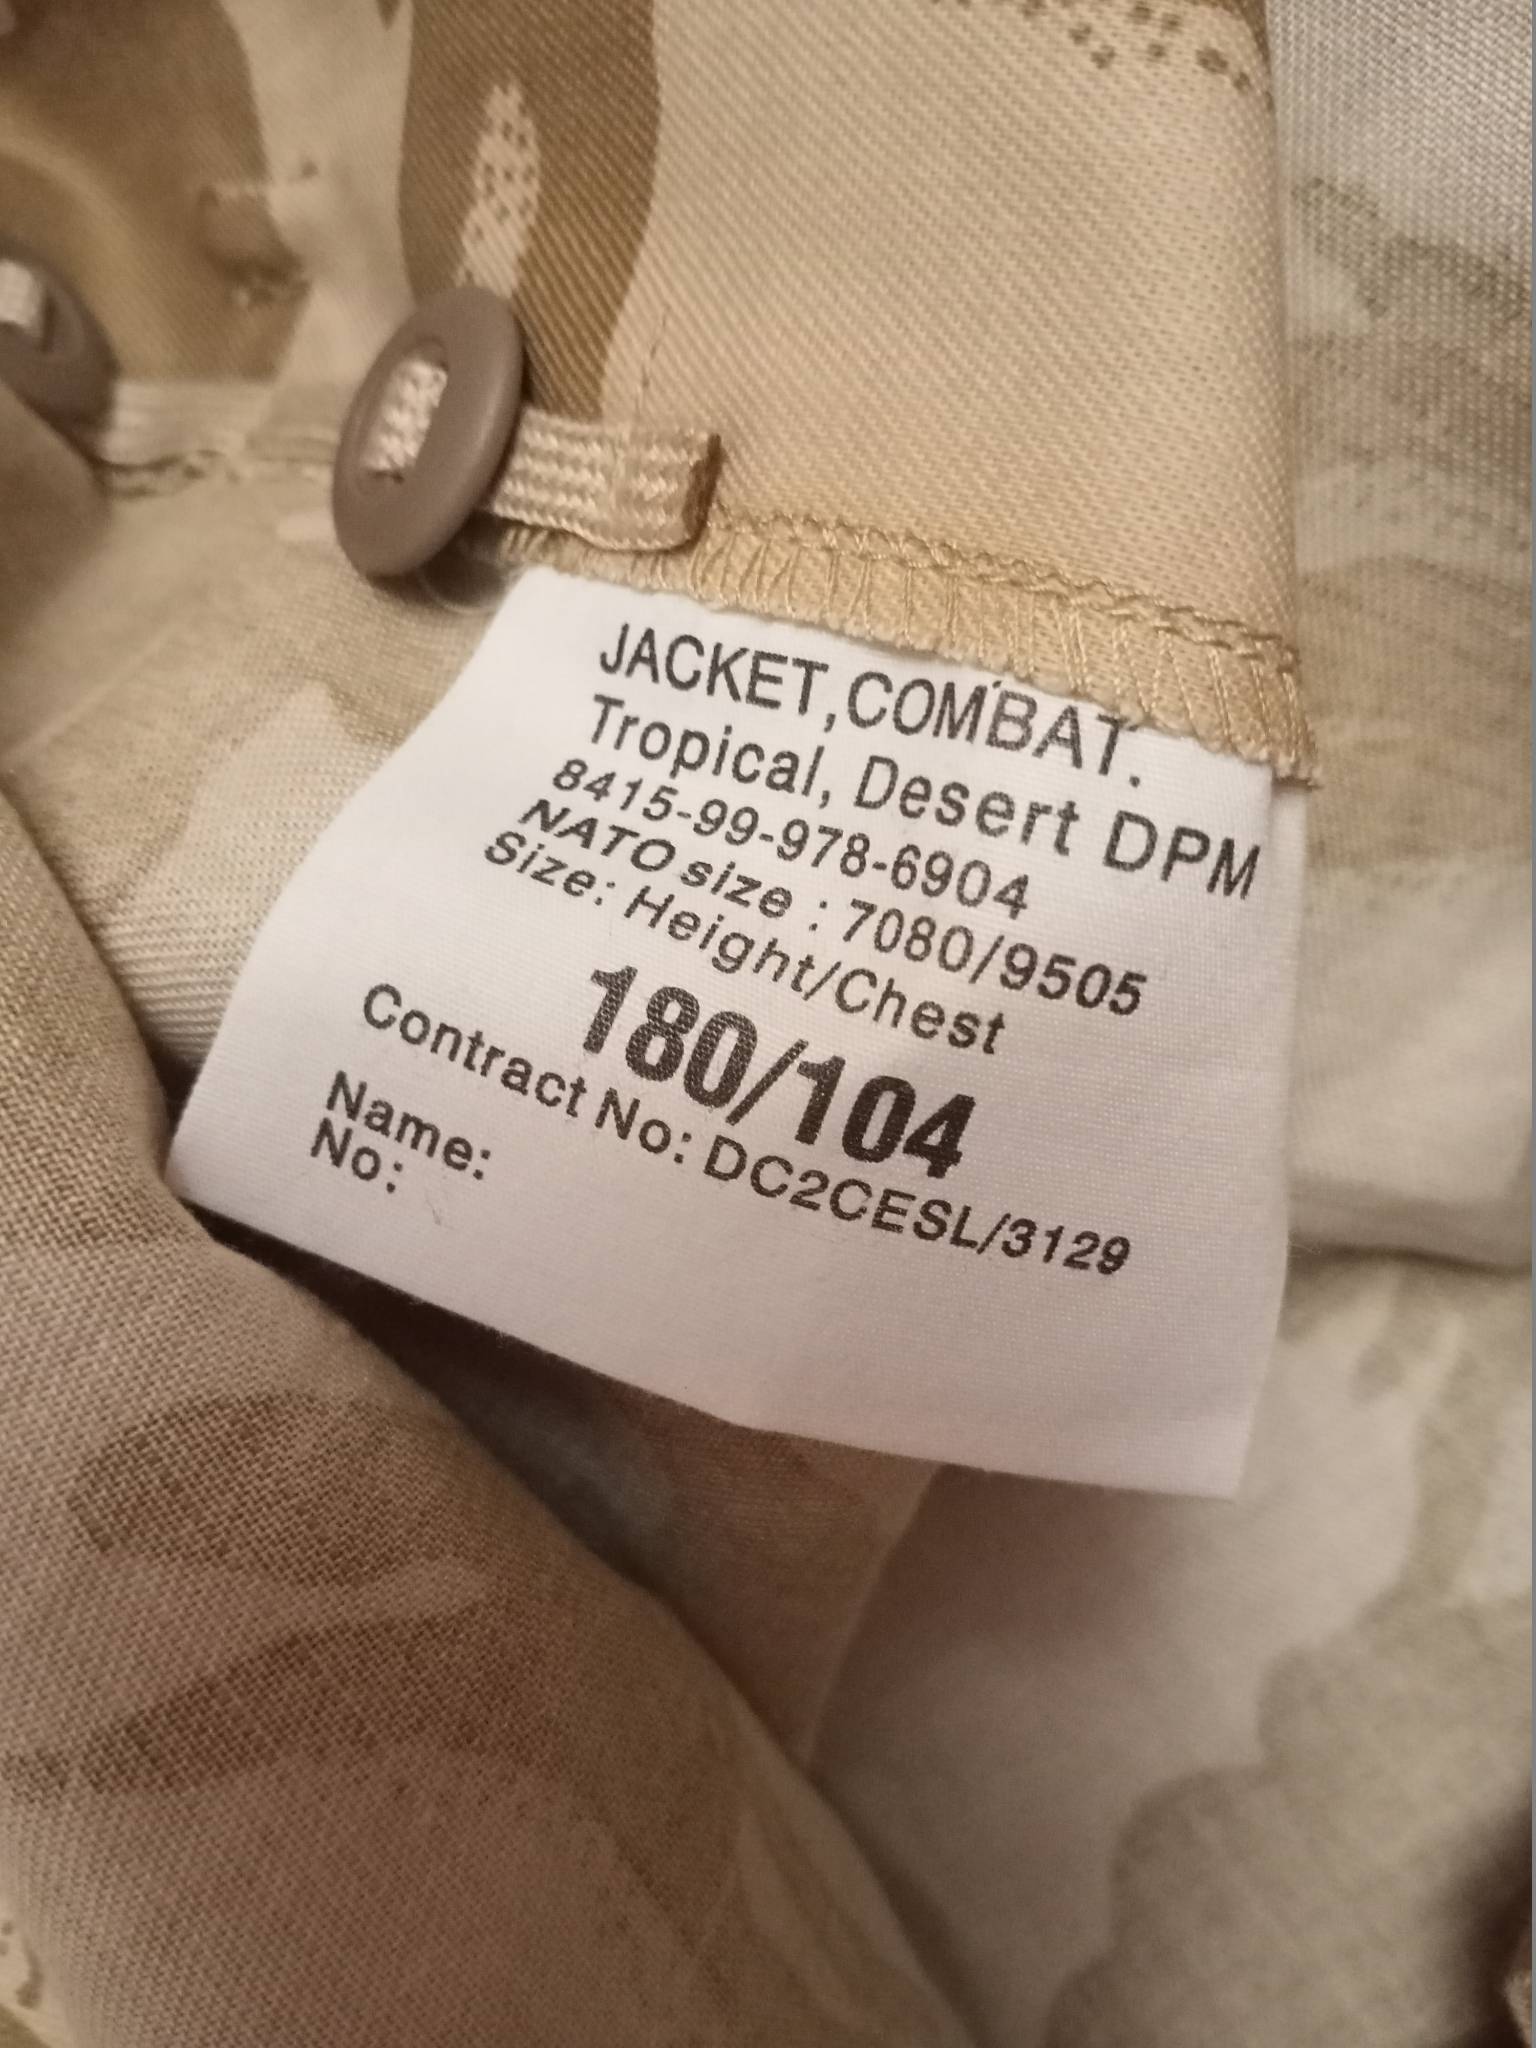 JACKET,COMBAT.
Tropical, Desert DPM
8415-99-978-6904
NATO size : 7080/9505
Size: Height/Chest
180/104
Contract No: DC2CESL/3129
Name:
No: